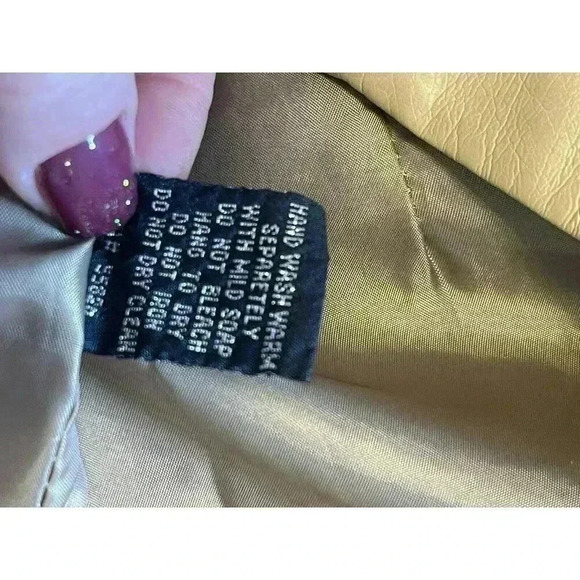 HAND WASH WARM
SEPARETELY
WITH MILD SOAP
DO NOT BLEACH
HANG TO DRY
DO NOT IRON
DO NOT DRY CLEAN